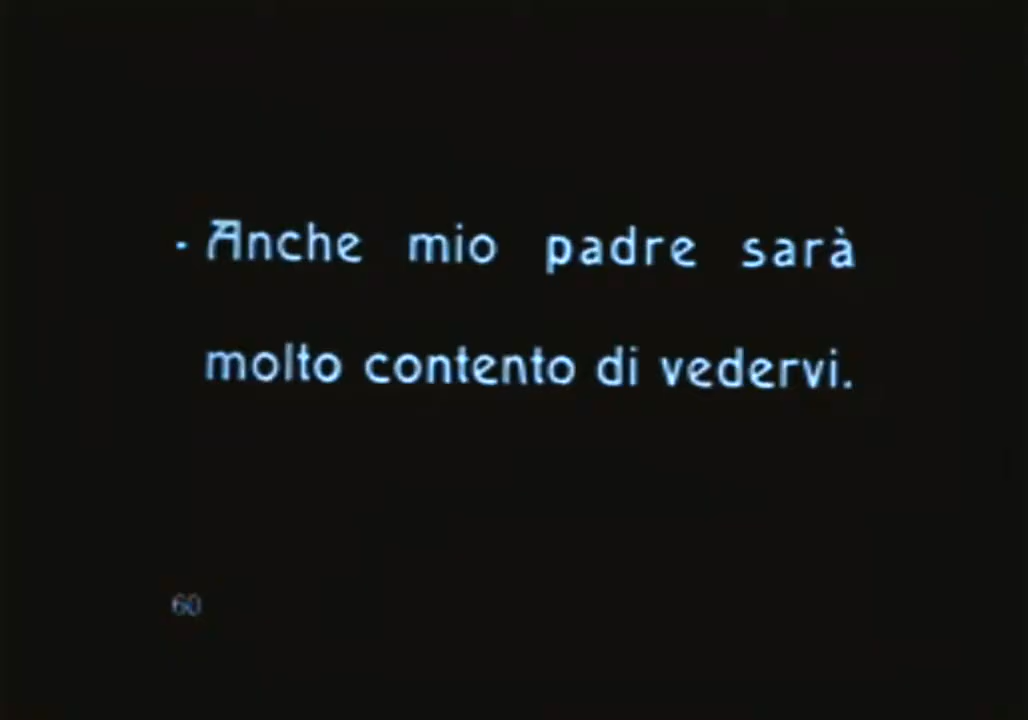 - Anche mio padre sarà
molto contento di vedervi.
60